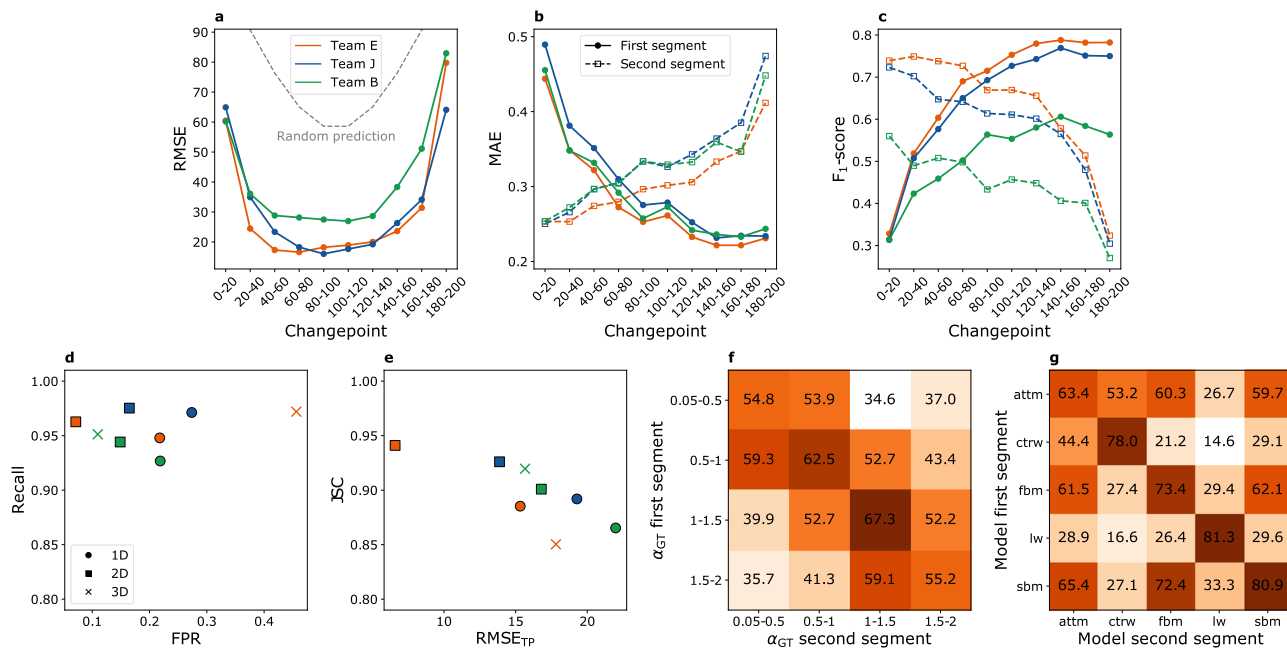 a
RMSE
90
80
70
60
50
40
30
20
Team E
Team J
Team B
Random prediction
0-20
20-40
40-60
60-80
80-100
100-120
120-140
140-160
160-180
180-200
Changepoint
b
MAE
0.5
0.4
0.3
0.2
First segment
Second segment
0-20
20-40
40-60
60-80
80-100
100-120
120-140
140-160
160-180
180-200
Changepoint
c
F₁-score
0.8
0.7
0.6
0.5
0.4
0.3
0-20
20-40
40-60
60-80
80-100
100-120
120-140
140-160
160-180
180-200
Changepoint
d
Recall
1.00
0.95
0.90
0.85
0.80
1D
2D
3D
0.1 0.2 0.3 0.4
FPR
e
JSC
1.00
0.95
0.90
0.85
0.80
10 15 20
RMSE_TP
f
α_GT first segment
0.05-0.5 54.8 53.9 34.6 37.0
0.5-1 59.3 62.5 52.7 43.4
1-1.5 39.9 52.7 67.3 52.2
1.5-2 35.7 41.3 59.1 55.2
0.05-0.5 0.5-1 1-1.5 1.5-2
α_GT second segment
g
Model first segment
attm 63.4 53.2 60.3 26.7 59.7
ctrw 44.4 78.0 21.2 14.6 29.1
fbm 61.5 27.4 73.4 29.4 62.1
lw 28.9 16.6 26.4 81.3 29.6
sbm 65.4 27.1 72.4 33.3 80.9
attm ctrw fbm lw sbm
Model second segment